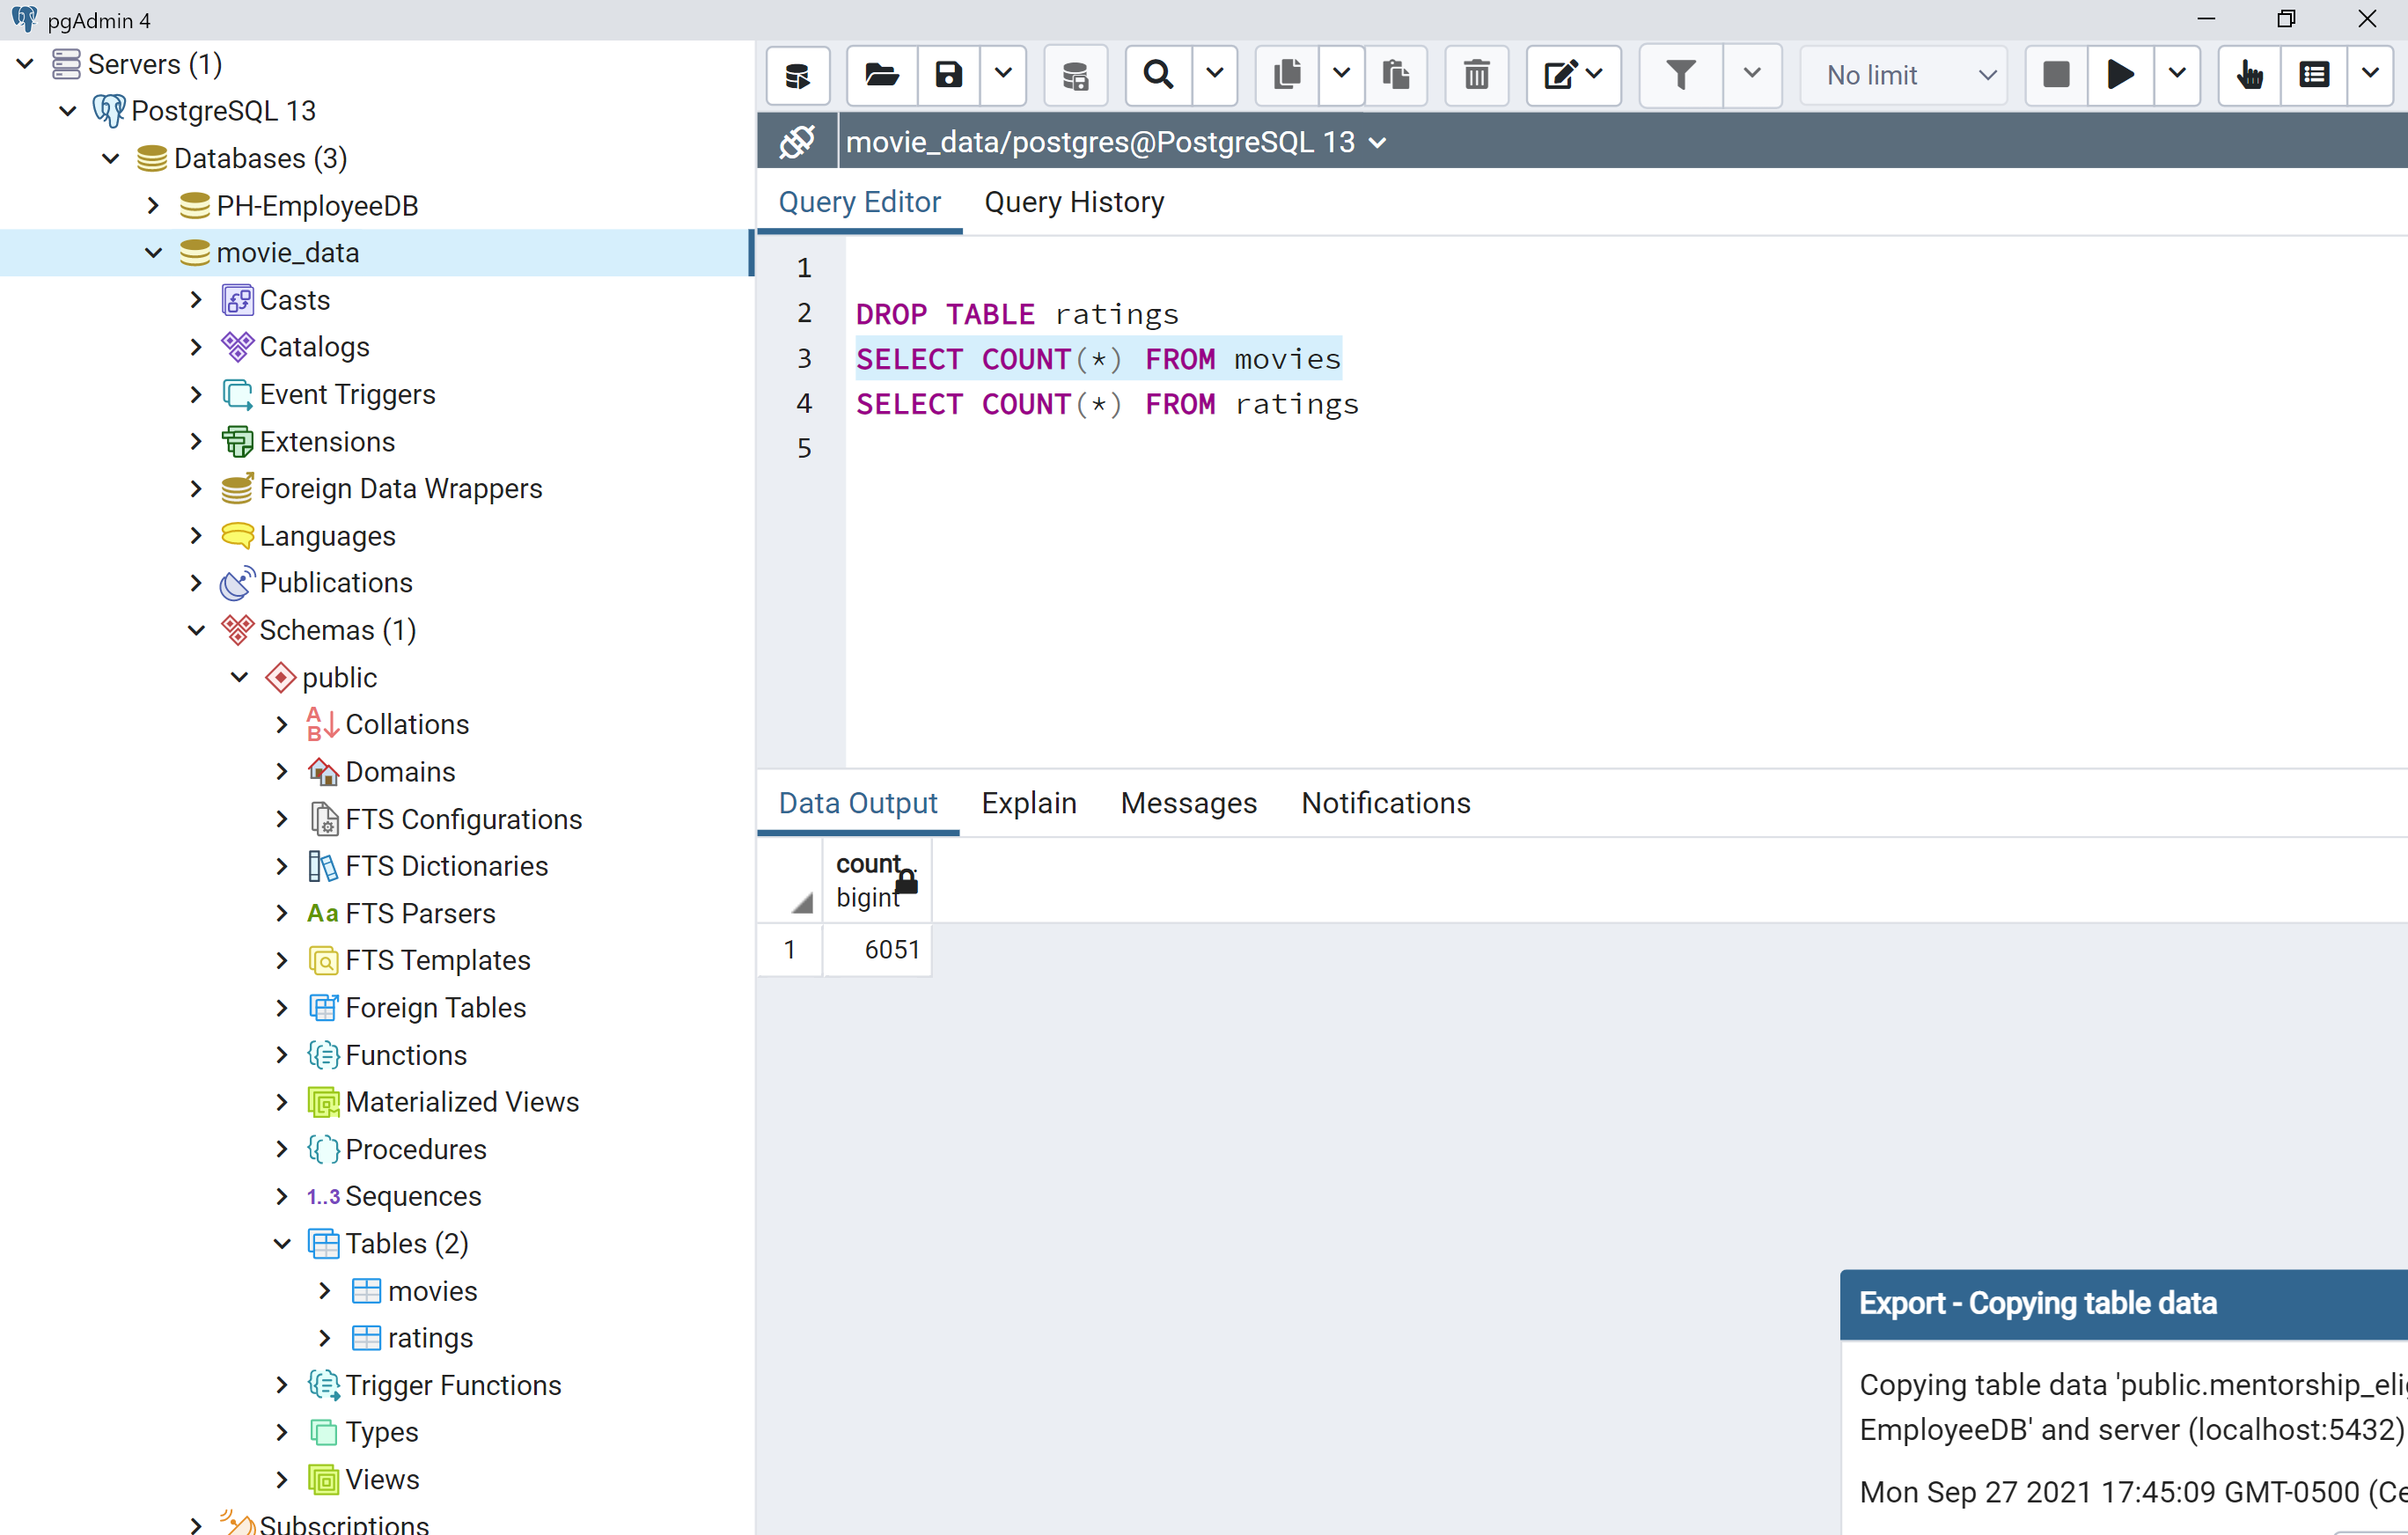 pgAdmin 4
Servers (1)
PostgreSQL 13
Databases (3)
PH-EmployeeDB
movie_data
Casts
Catalogs
Event Triggers
Extensions
Foreign Data Wrappers
Languages
Publications
Schemas (1)
public
Collations
Domains
FTS Configurations
FTS Dictionaries
Aa FTS Parsers
FTS Templates
Foreign Tables
Functions
Materialized Views
Procedures
1..3 Sequences
Tables (2)
movies
ratings
Trigger Functions
Types
Views
Subscriptions
No limit
movie_data/postgres@PostgreSQL 13
Query Editor Query History
1
2 DROP TABLE ratings
3 SELECT COUNT(*) FROM movies
4 SELECT COUNT(*) FROM ratings
5
Data Output Explain Messages Notifications
count
bigint
1 6051
Export - Copying table data
Copying table data 'public.mentorship_eli
EmployeeDB' and server (localhost:5432)
Mon Sep 27 2021 17:45:09 GMT-0500 (Ce